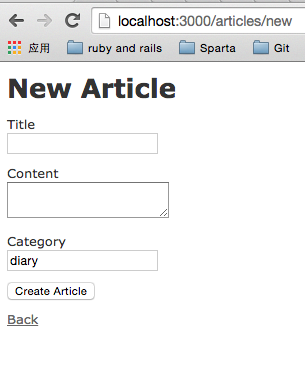 localhost:3000/articles/new
应用 ruby and rails Sparta Git
New Article
Title
Content
Category
diary
Create Article
Back